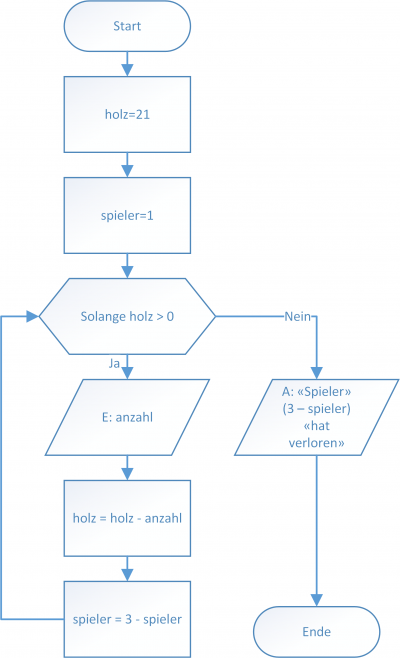 Start
holz=21
spieler=1
Solange holz > 0
Nein
Ja
E: anzahl
A: «Spieler»
(3 – spieler)
«hat
verloren»
holz = holz - anzahl
spieler = 3 - spieler
Ende